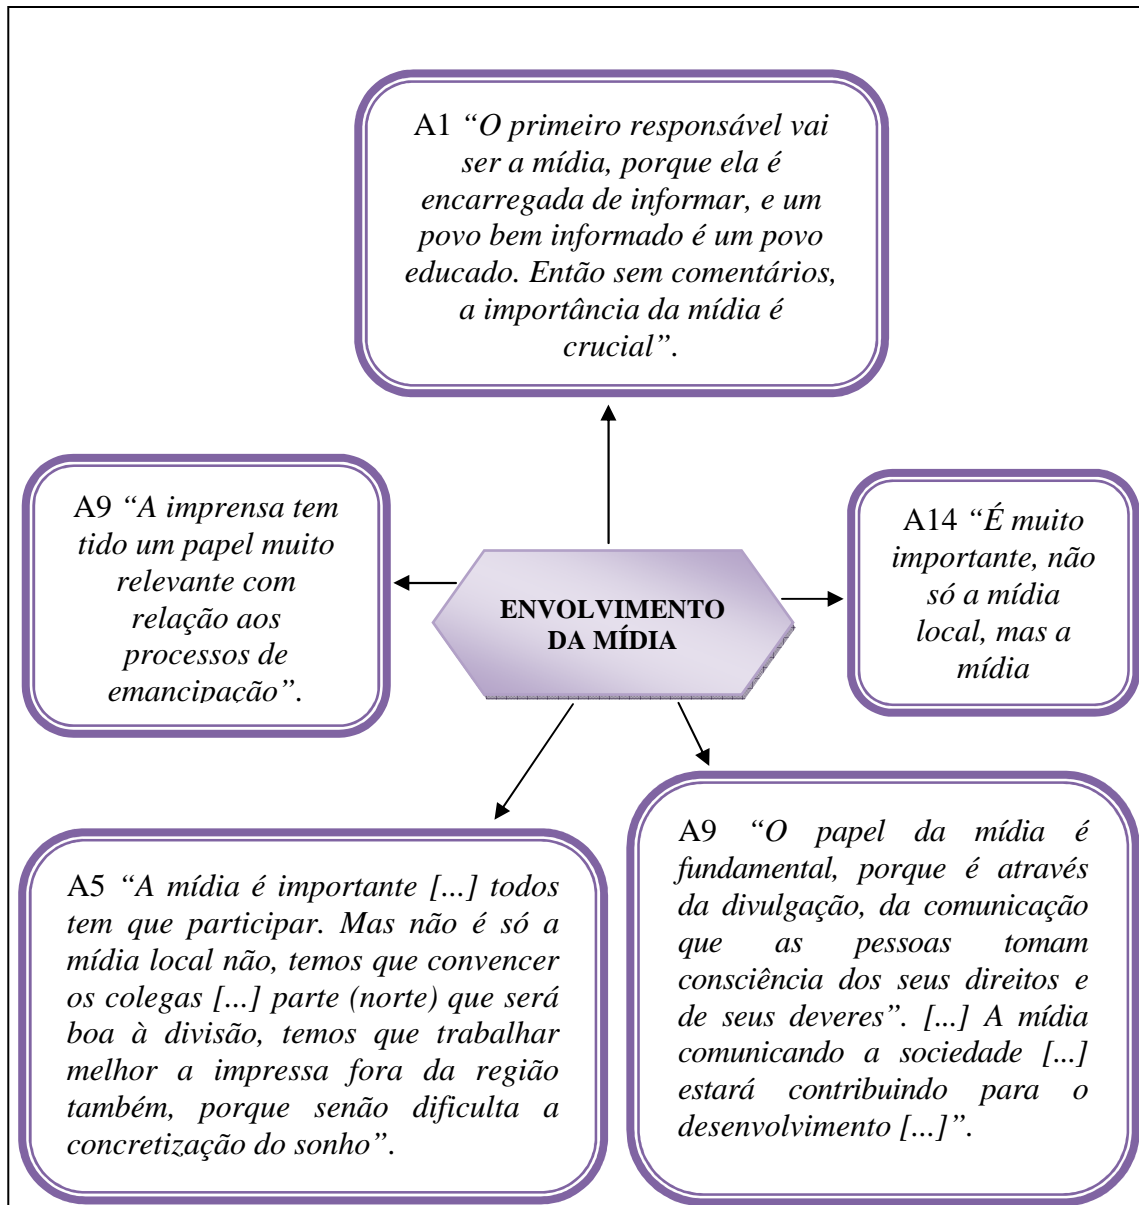 A1 “O primeiro responsável vai
ser a mídia, porque ela é
encarregada de informar, e um
povo bem informado é um povo
educado. Então sem comentários,
a importância da mídia é
crucial”.
A9 “A imprensa tem
tido um papel muito
relevante com
relação aos
processos de
emancipação”.
ENVOLVIMENTO
DA MÍDIA
A14 “É muito
importante, não
só a mídia
local, mas a
mídia
A5 “A mídia é importante [...] todos
tem que participar. Mas não é só a
mídia local não, temos que convencer
os colegas [...] parte (norte) que será
boa à divisão, temos que trabalhar
melhor a impressa fora da região
também, porque senão dificulta a
concretização do sonho”.
A9 “O papel da mídia é
fundamental, porque é através
da divulgação, da comunicação
que as pessoas tomam
consciência dos seus direitos e
de seus deveres”. [...] A mídia
comunicando a sociedade [...]
estará contribuindo para o
desenvolvimento [...]”.